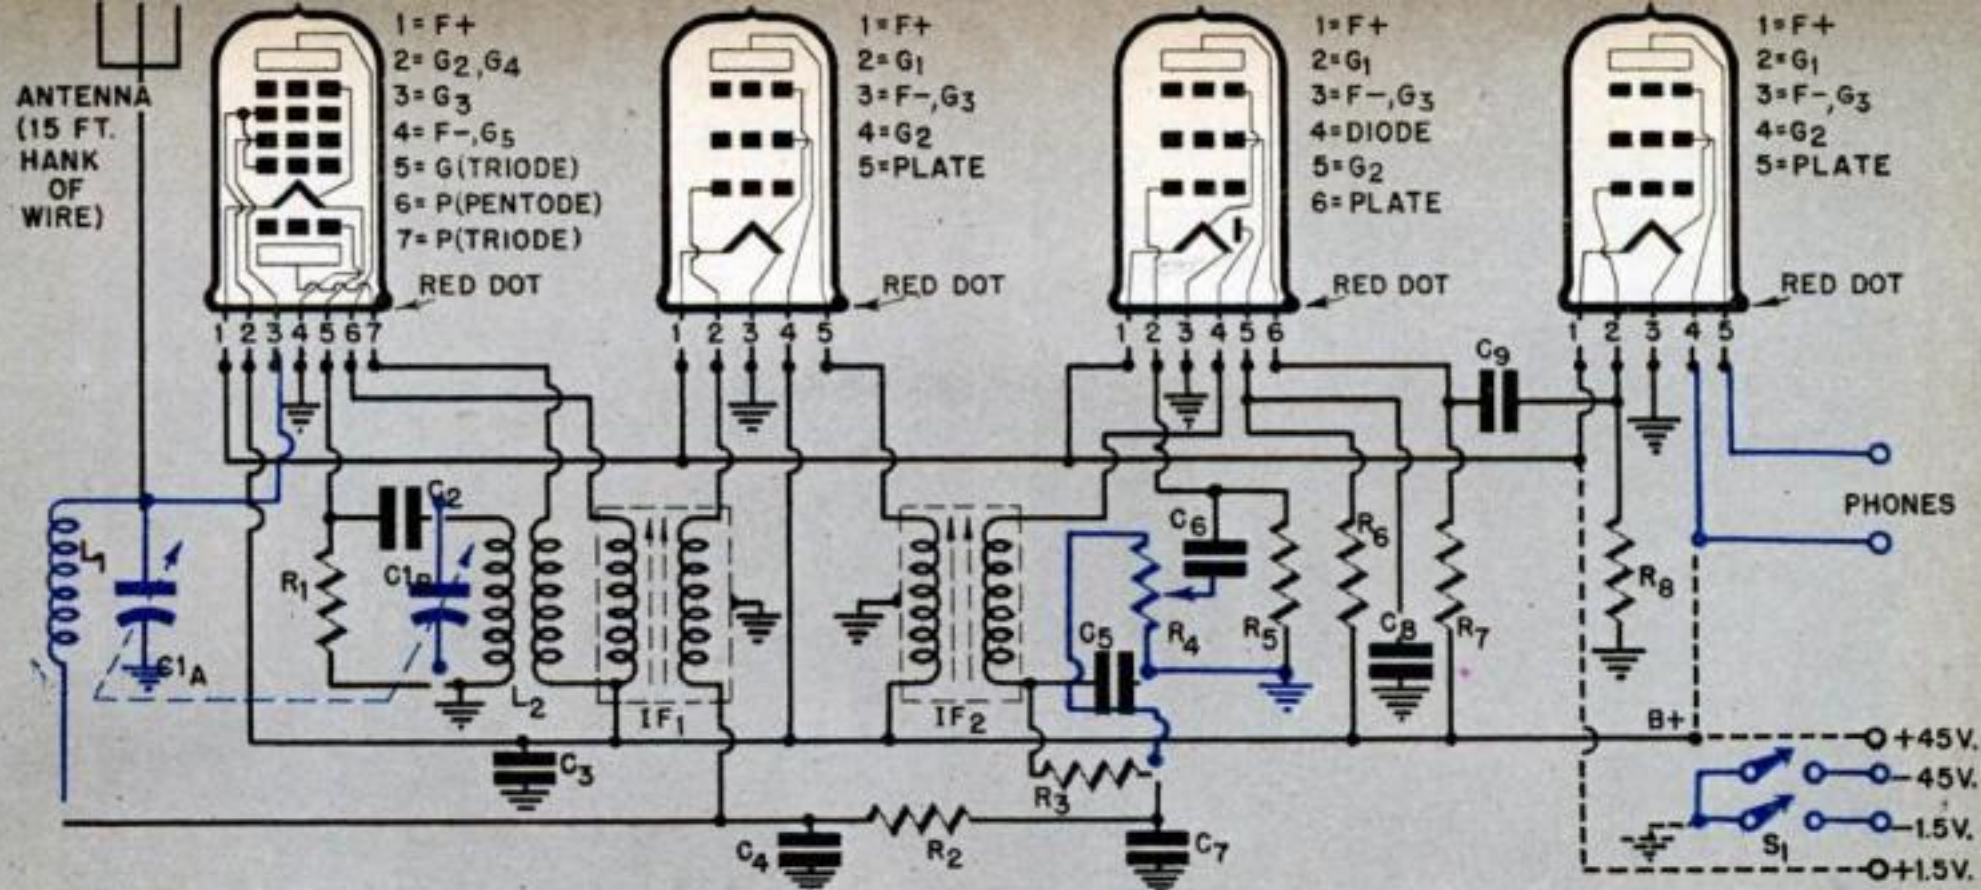 ANTENNA
(15 FT.
HANK
OF
WIRE)
1=F+
2=G2,G4
3=G3
4=F-,G5
5=G(TRIODE)
6=P(PENTODE)
7=P(TRIODE)
RED DOT
1 2 3 4 5 6 7
1=F+
2=G1
3=F-,G3
4=G2
5=PLATE
RED DOT
1 2 3 4 5
1=F+
2=G1
3=F-,G3
4=DIODE
5=G2
6=PLATE
RED DOT
1 2 3 4 5 6
1=F+
2=G1
3=F-,G3
4=G2
5=PLATE
RED DOT
1 2 3 4 5
C9
PHONES
L1
C1A
R1
C2
C1B
L2
IF1
IF2
C5
R4
C6
R5
R6
C8
R7
R8
C3
R3
C4
R2
C7
B+
+45V.
-45V.
-1.5V.
S1
+1.5V.